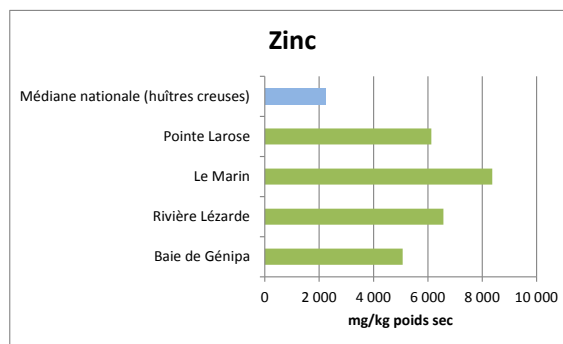 Zinc
Médiane nationale (huîtres creuses)
Pointe Larose
Le Marin
Rivière Lézarde
Baie de Génipa
0 2 000 4 000 6 000 8 000 10 000
mg/kg poids sec